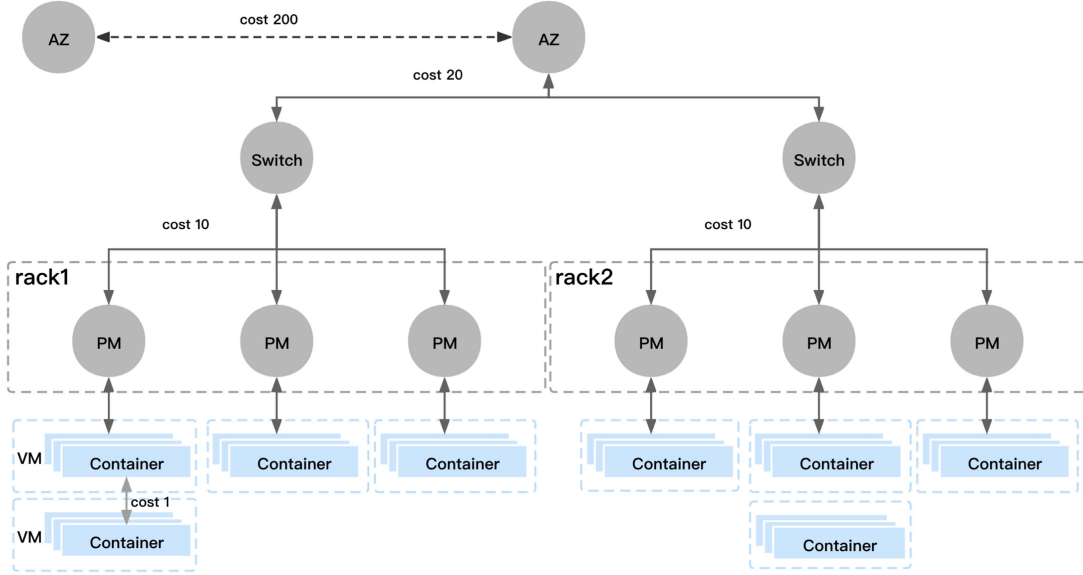 cost 200
AZ
AZ
cost 20
Switch
Switch
cost 10
cost 10
rack1
rack2
PM
PM
PM
PM
PM
PM
VM
Container
Container
Container
Container
Container
Container
cost 1
VM
Container
Container